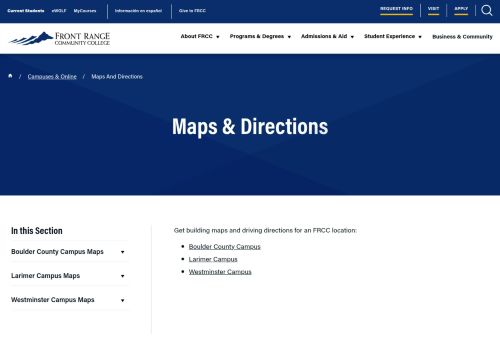 Current Students eWOLF MyCourses Información en español Give to FRCC REQUEST INFO VISIT APPLY
FRONT RANGE
COMMUNITY COLLEGE
About FRCC Programs & Degrees Admissions & Aid Student Experience Business & Community
/ Campuses & Online / Maps And Directions
Maps & Directions
In this Section
Boulder County Campus Maps
Larimer Campus Maps
Westminster Campus Maps
Get building maps and driving directions for an FRCC location:
Boulder County Campus
Larimer Campus
Westminster Campus